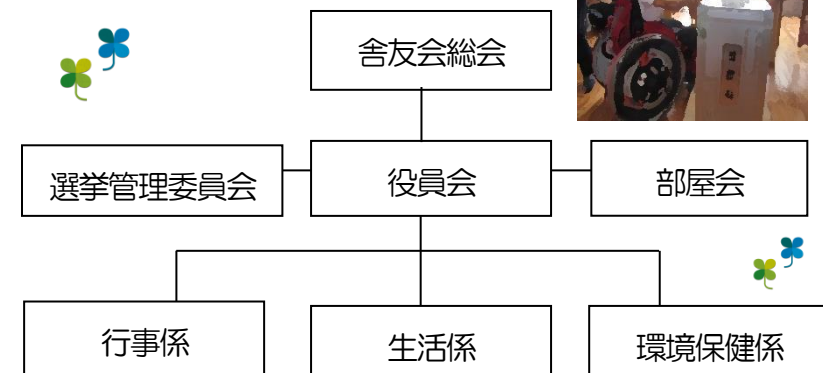 舎友会総会
選挙管理委員会
役員会
部屋会
行事係
生活係
環境保健係